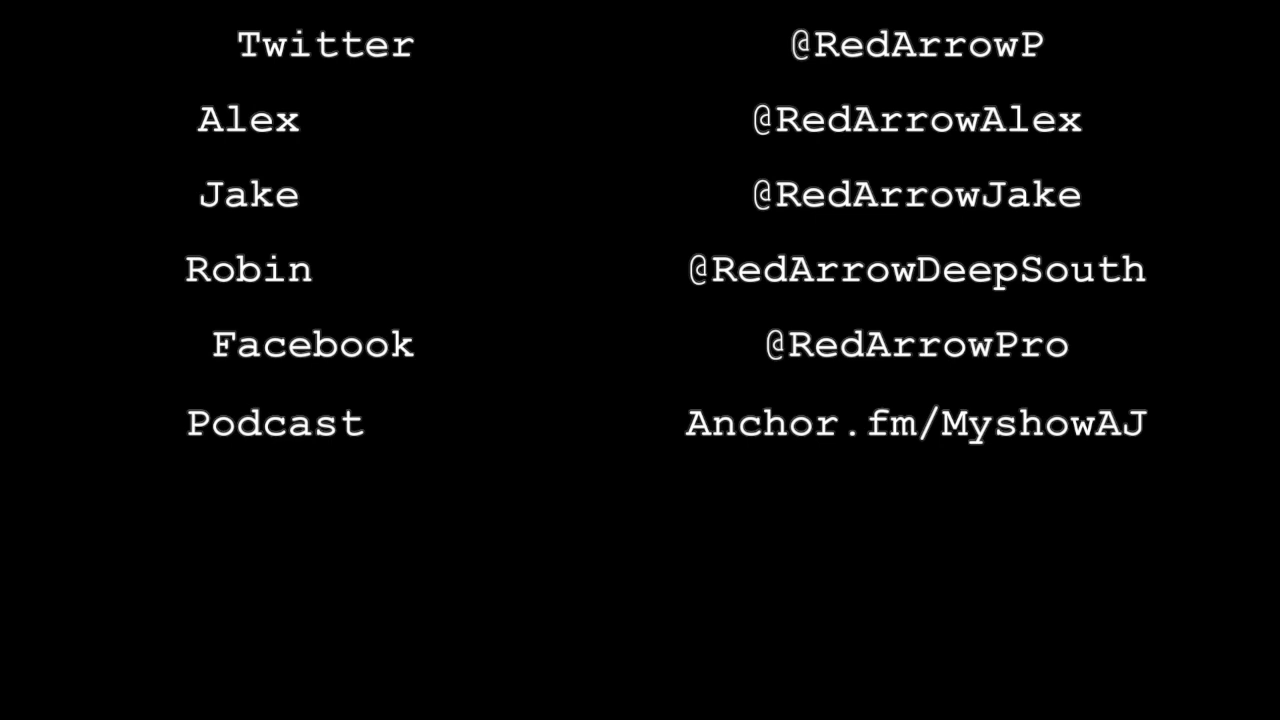 Twitter @RedArrowP
Alex @RedArrowAlex
Jake @RedArrowJake
Robin @RedArrowDeepSouth
Facebook @RedArrowPro
Podcast Anchor.fm/MyshowAJ